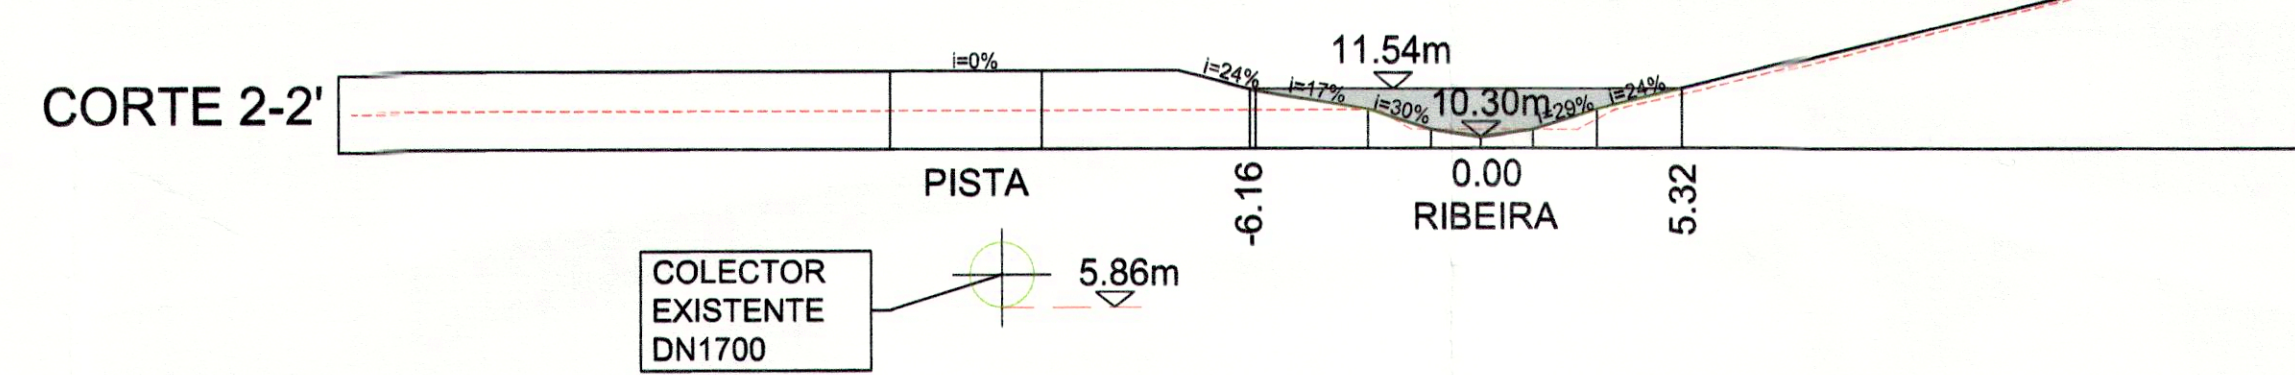 CORTE 2-2'
i=0%
i=24%
i=17%
i=30%
11.54m
10.30m
i=24%
PISTA
-6.16
0.00
RIBEIRA
5.32
COLECTOR
EXISTENTE
DN1700
5.86m